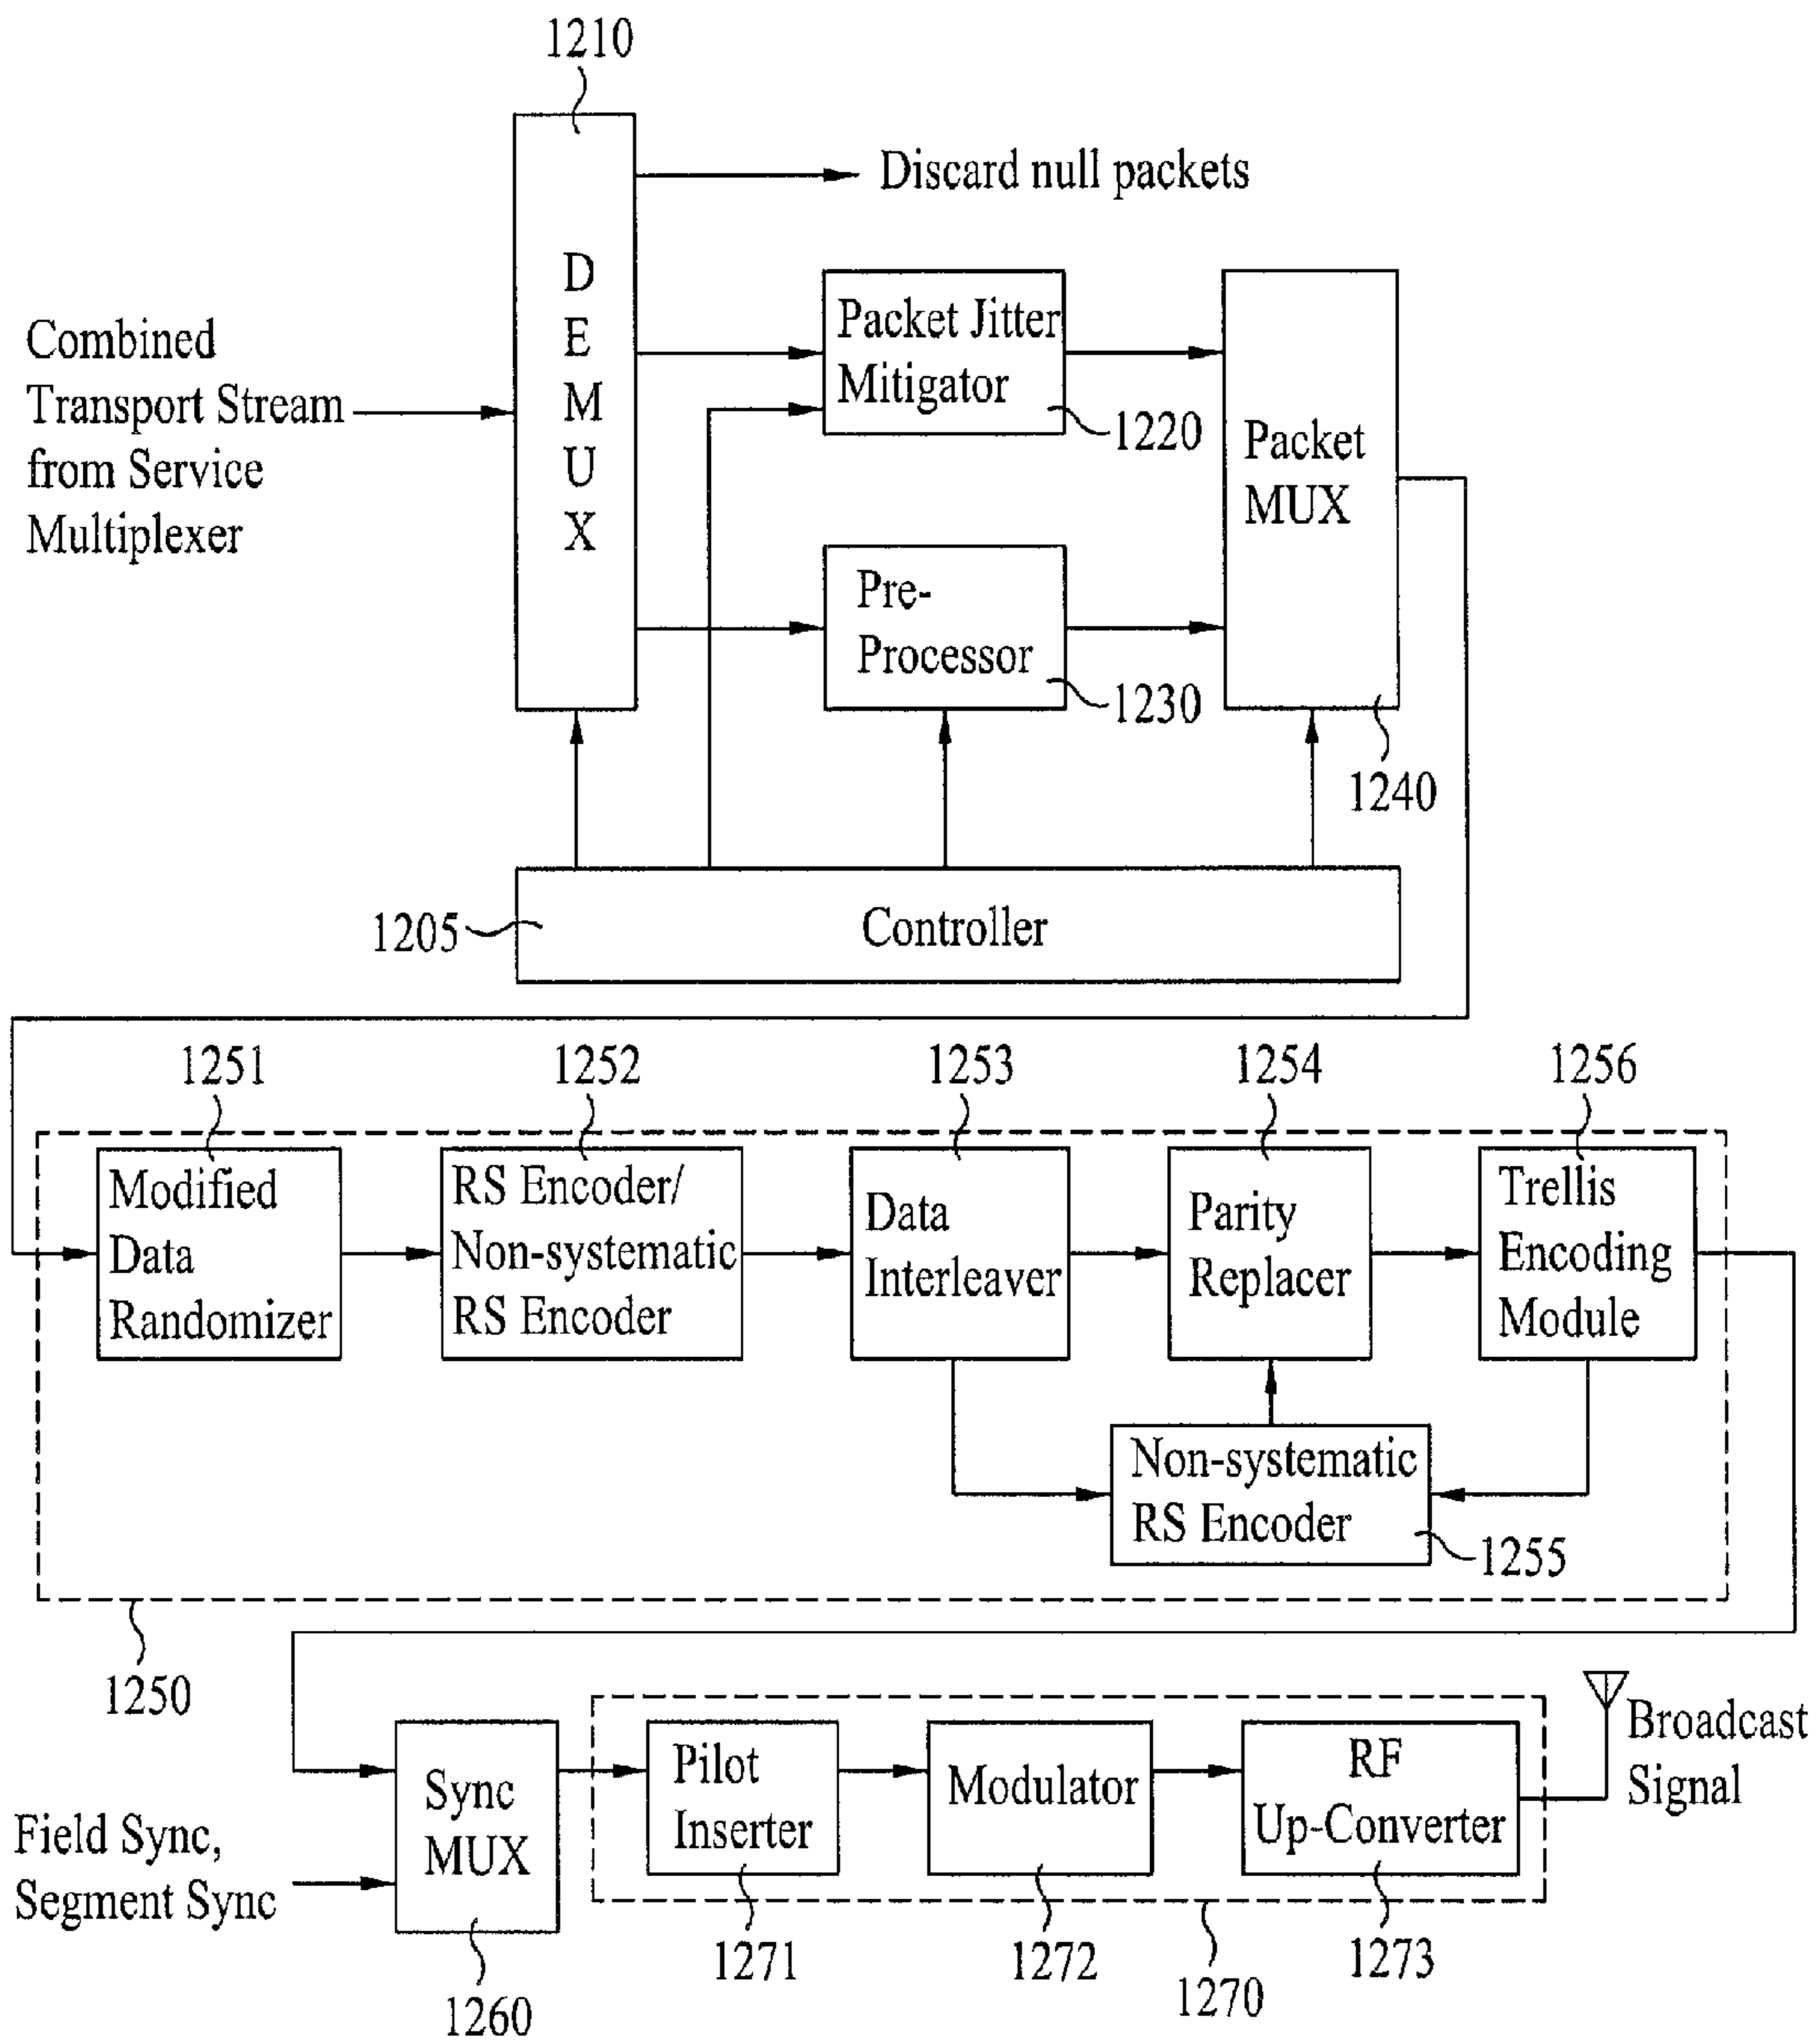 1210
Discard null packets
DEMUX
Combined
Transport Stream
from Service
Multiplexer
Packet Jitter
Mitigator
1220
Packet
MUX
Pre-
Processor
1230
1240
1205
Controller
1251
1252
1253
1254
1256
Modified
Data
Randomizer
RS Encoder/
Non-systematic
RS Encoder
Data
Interleaver
Parity
Replacer
Trellis
Encoding
Module
Non-systematic
RS Encoder
1255
1250
Broadcast
Signal
Sync
MUX
Pilot
Inserter
Modulator
RF
Up-Converter
Field Sync,
Segment Sync
1271
1272
1273
1270
1260